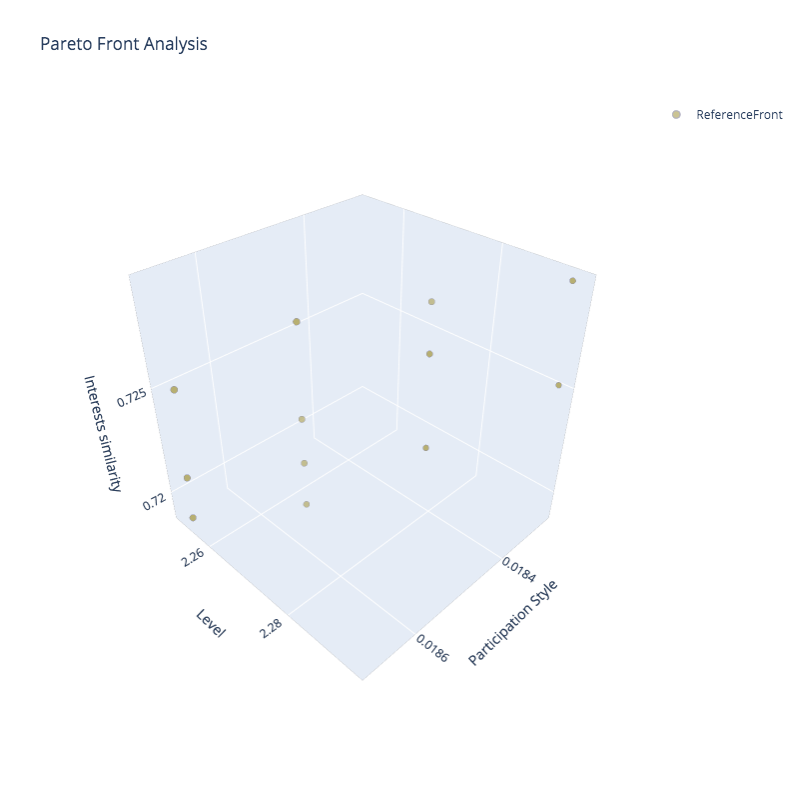 Pareto Front Analysis
ReferenceFront
Interests similarity
0.725
0.72
2.26
2.28
Level
0.0184
0.0186
Participation Style